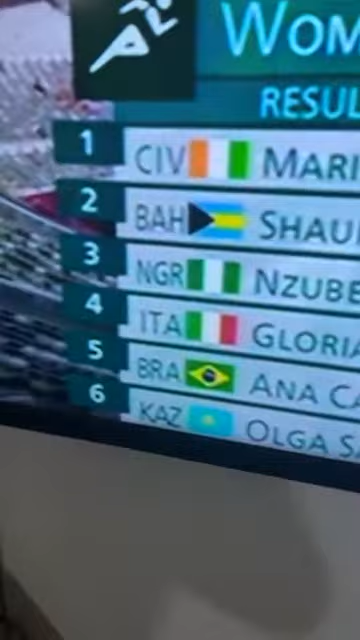 WOM
RESUL
1 CIV MARI
2 BAH SHAU
3 NGR NZUBE
4 ITA GLORIA
5 BRA ANA CA
6 KAZ OLGA SA